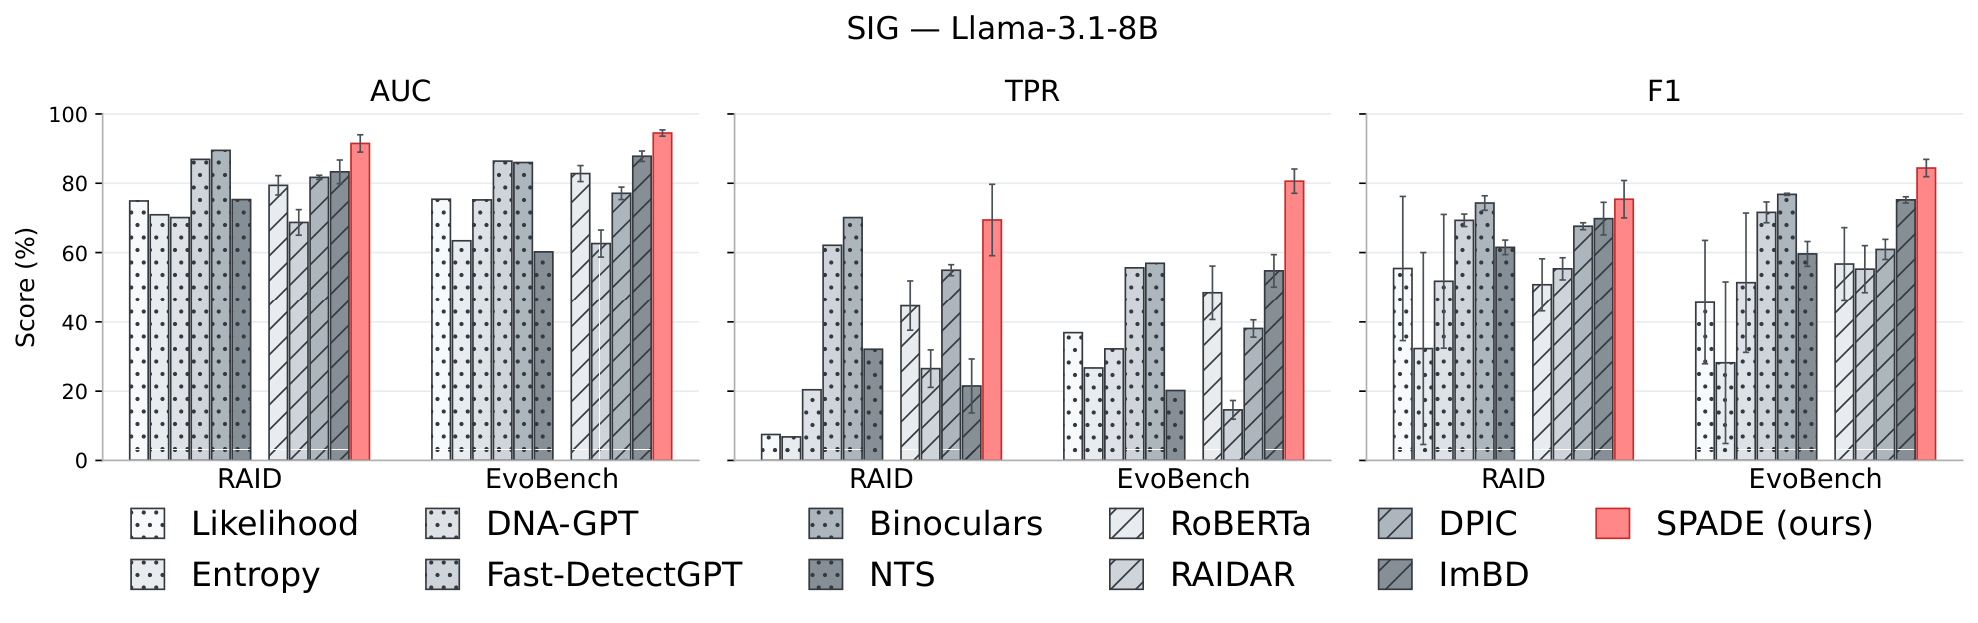 SIG — Llama-3.1-8B
AUC
TPR
F1
Score (%)
100
80
60
40
20
0
RAID
EvoBench
RAID
EvoBench
RAID
EvoBench
Likelihood
DNA-GPT
Binoculars
RoBERTa
DPIC
SPADE (ours)
Entropy
Fast-DetectGPT
NTS
RAIDAR
ImBD